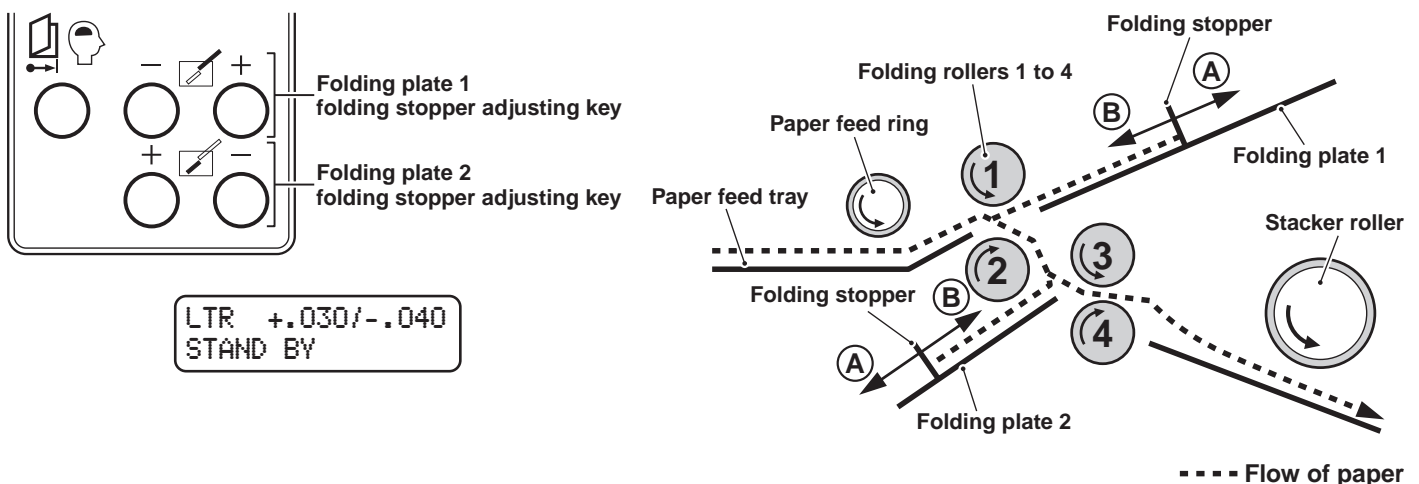 − +
Folding plate 1
folding stopper adjusting key
+ −
Folding plate 2
folding stopper adjusting key
LTR +.030/-.040
STAND BY
Folding stopper
A
Folding rollers 1 to 4
B
Paper feed ring
1
Folding plate 1
Paper feed tray
Stacker roller
2
3
Folding stopper
B
4
A
Folding plate 2
Flow of paper